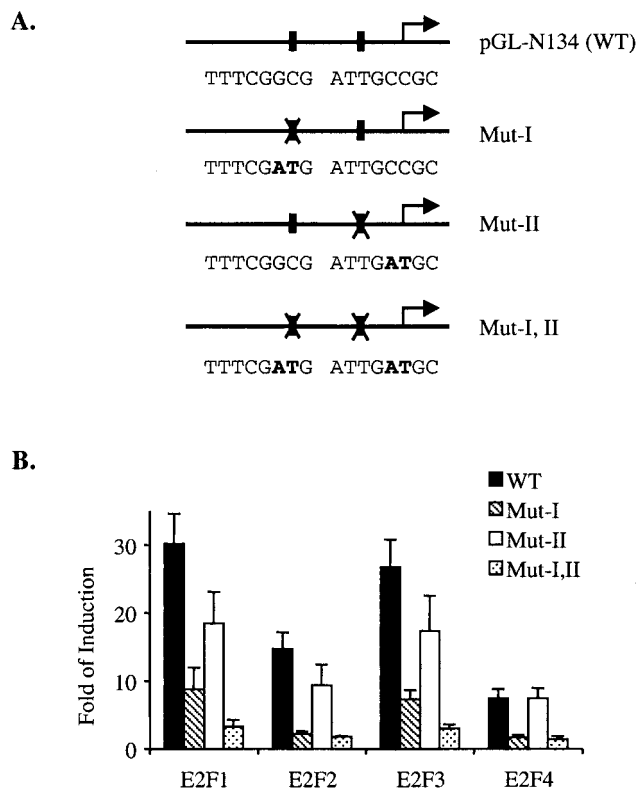 A.
pGL-N134 (WT)
TTTCGGCG ATTGCCGC
Mut-I
TTTCGATG ATTGCCGC
Mut-II
TTTCGGCG ATTGATGC
Mut-I, II
TTTCGATG ATTGATGC
B.
WT
Mut-I
Mut-II
Mut-I,II
Fold of Induction
30
20
10
0
E2F1 E2F2 E2F3 E2F4